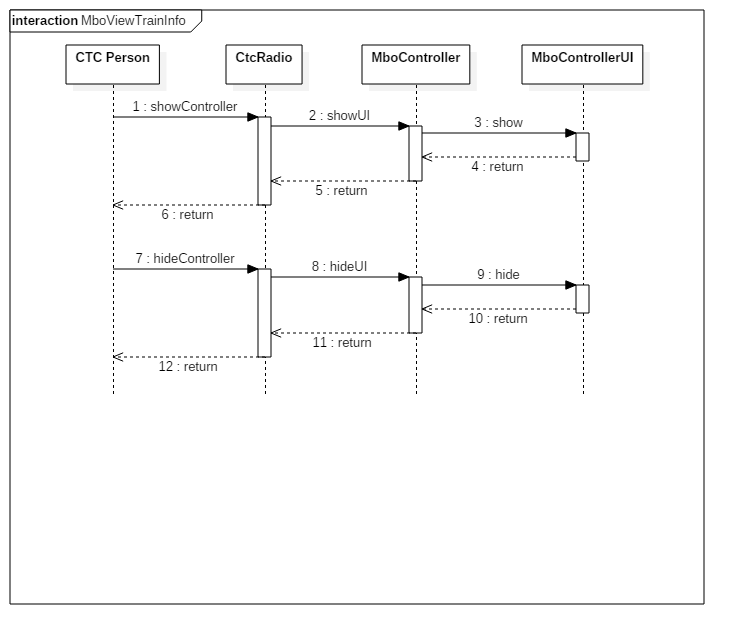 interaction MboViewTrainInfo
CTC Person
CtcRadio
MboController
MboControllerUI
1 : showController
2 : showUI
3 : show
4 : return
5 : return
6 : return
7 : hideController
8 : hideUI
9 : hide
10 : return
11 : return
12 : return